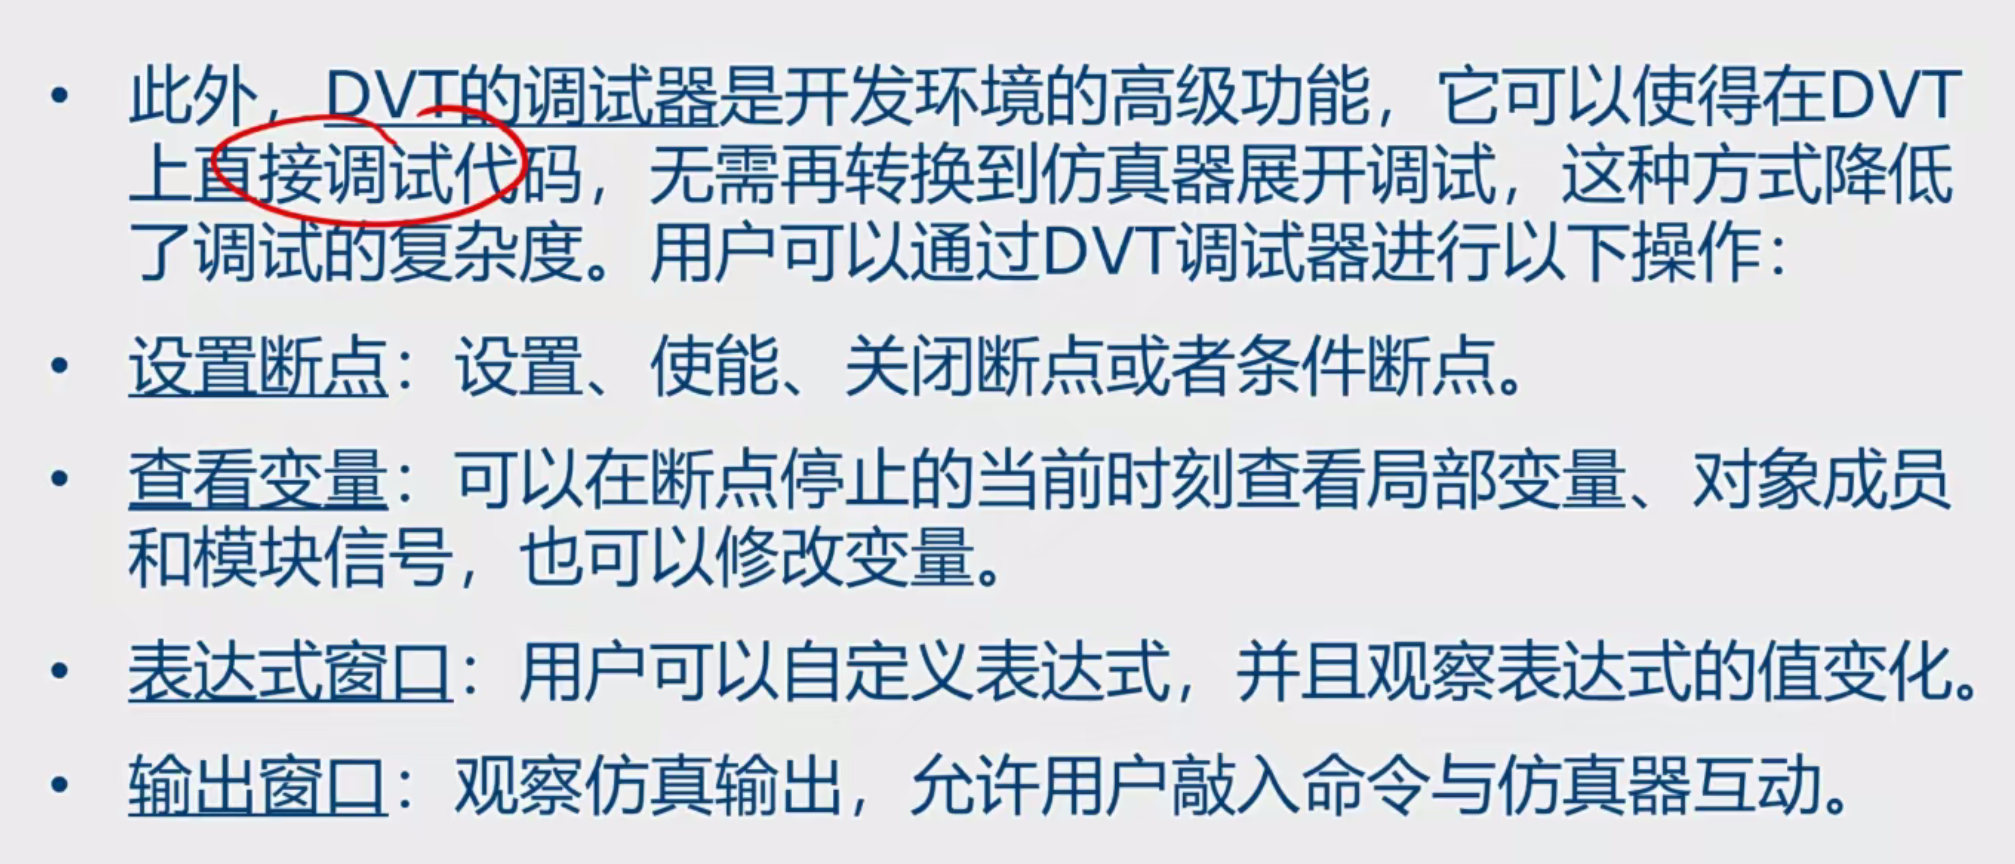 • 此外，DVT的调试器是开发环境的高级功能，它可以使得在DVT
上直接调试代码，无需再转换到仿真器展开调试，这种方式降低
了调试的复杂度。用户可以通过DVT调试器进行以下操作：
• 设置断点：设置、使能、关闭断点或者条件断点。
• 查看变量：可以在断点停止的当前时刻查看局部变量、对象成员
和模块信号，也可以修改变量。
• 表达式窗口：用户可以自定义表达式，并且观察表达式的值变化。
• 输出窗口：观察仿真输出，允许用户敲入命令与仿真器互动。